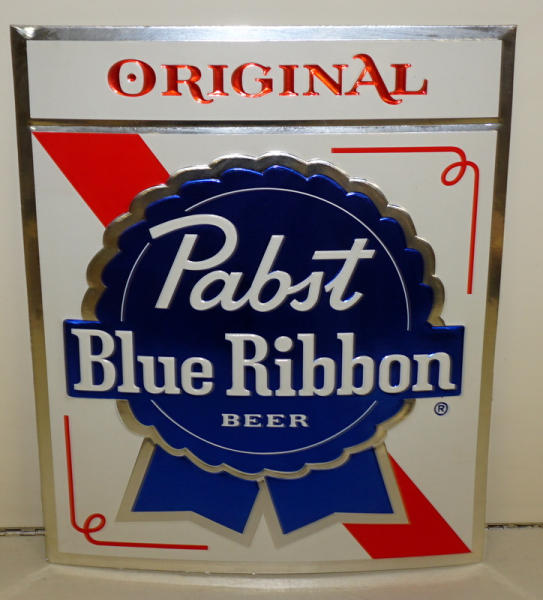 ORIGINAL
Pabst
Blue Ribbon
BEER
®